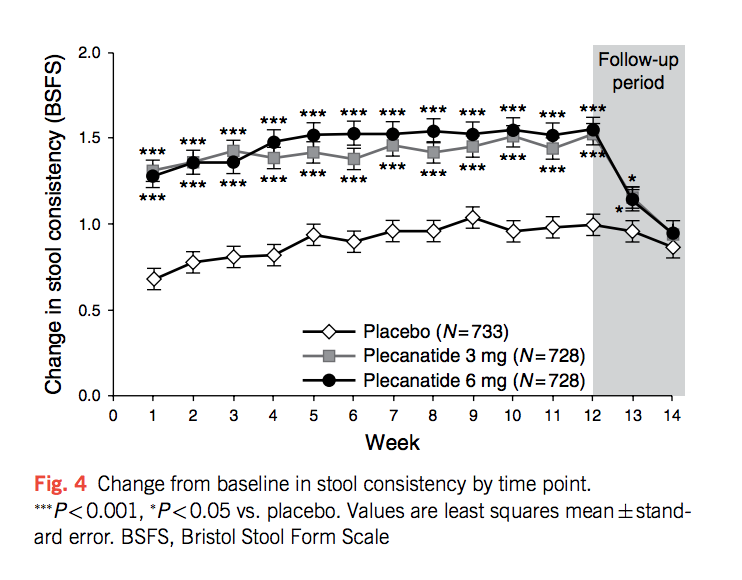 Change in stool consistency (BSFS)
2.0
1.5
1.0
0.5
0.0
Follow-up
period
*** *** *** *** *** *** *** *** *** *** *** ***
*** *** *** *** *** *** *** *** *** *** *** ***
*
*
Placebo (N=733)
Plecanatide 3 mg (N=728)
Plecanatide 6 mg (N=728)
0 1 2 3 4 5 6 7 8 9 10 11 12 13 14
Week
Fig. 4 Change from baseline in stool consistency by time point.
***P<0.001, *P<0.05 vs. placebo. Values are least squares mean±stand-
ard error. BSFS, Bristol Stool Form Scale